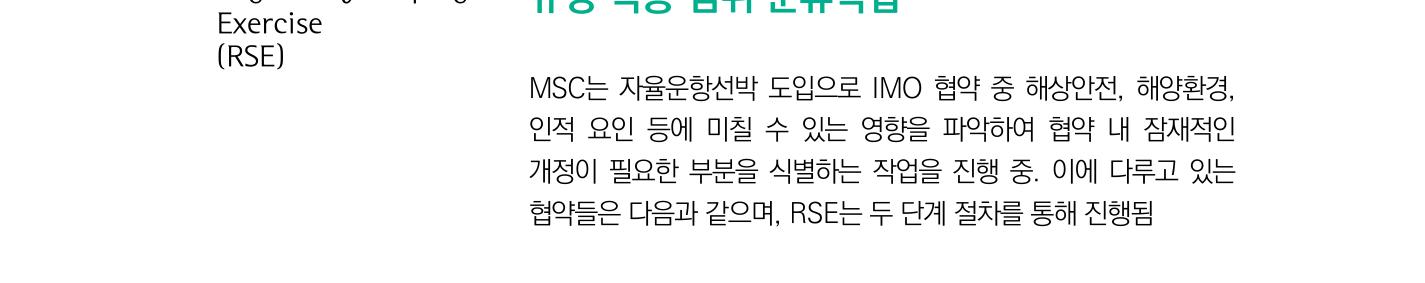 Exercise
(RSE)
MSC는 자율운항선박 도입으로 IMO 협약 중 해상안전, 해양환경,
인적 요인 등에 미칠 수 있는 영향을 파악하여 협약 내 잠재적인
개정이 필요한 부분을 식별하는 작업을 진행 중. 이에 다루고 있는
협약들은 다음과 같으며, RSE는 두 단계 절차를 통해 진행됨